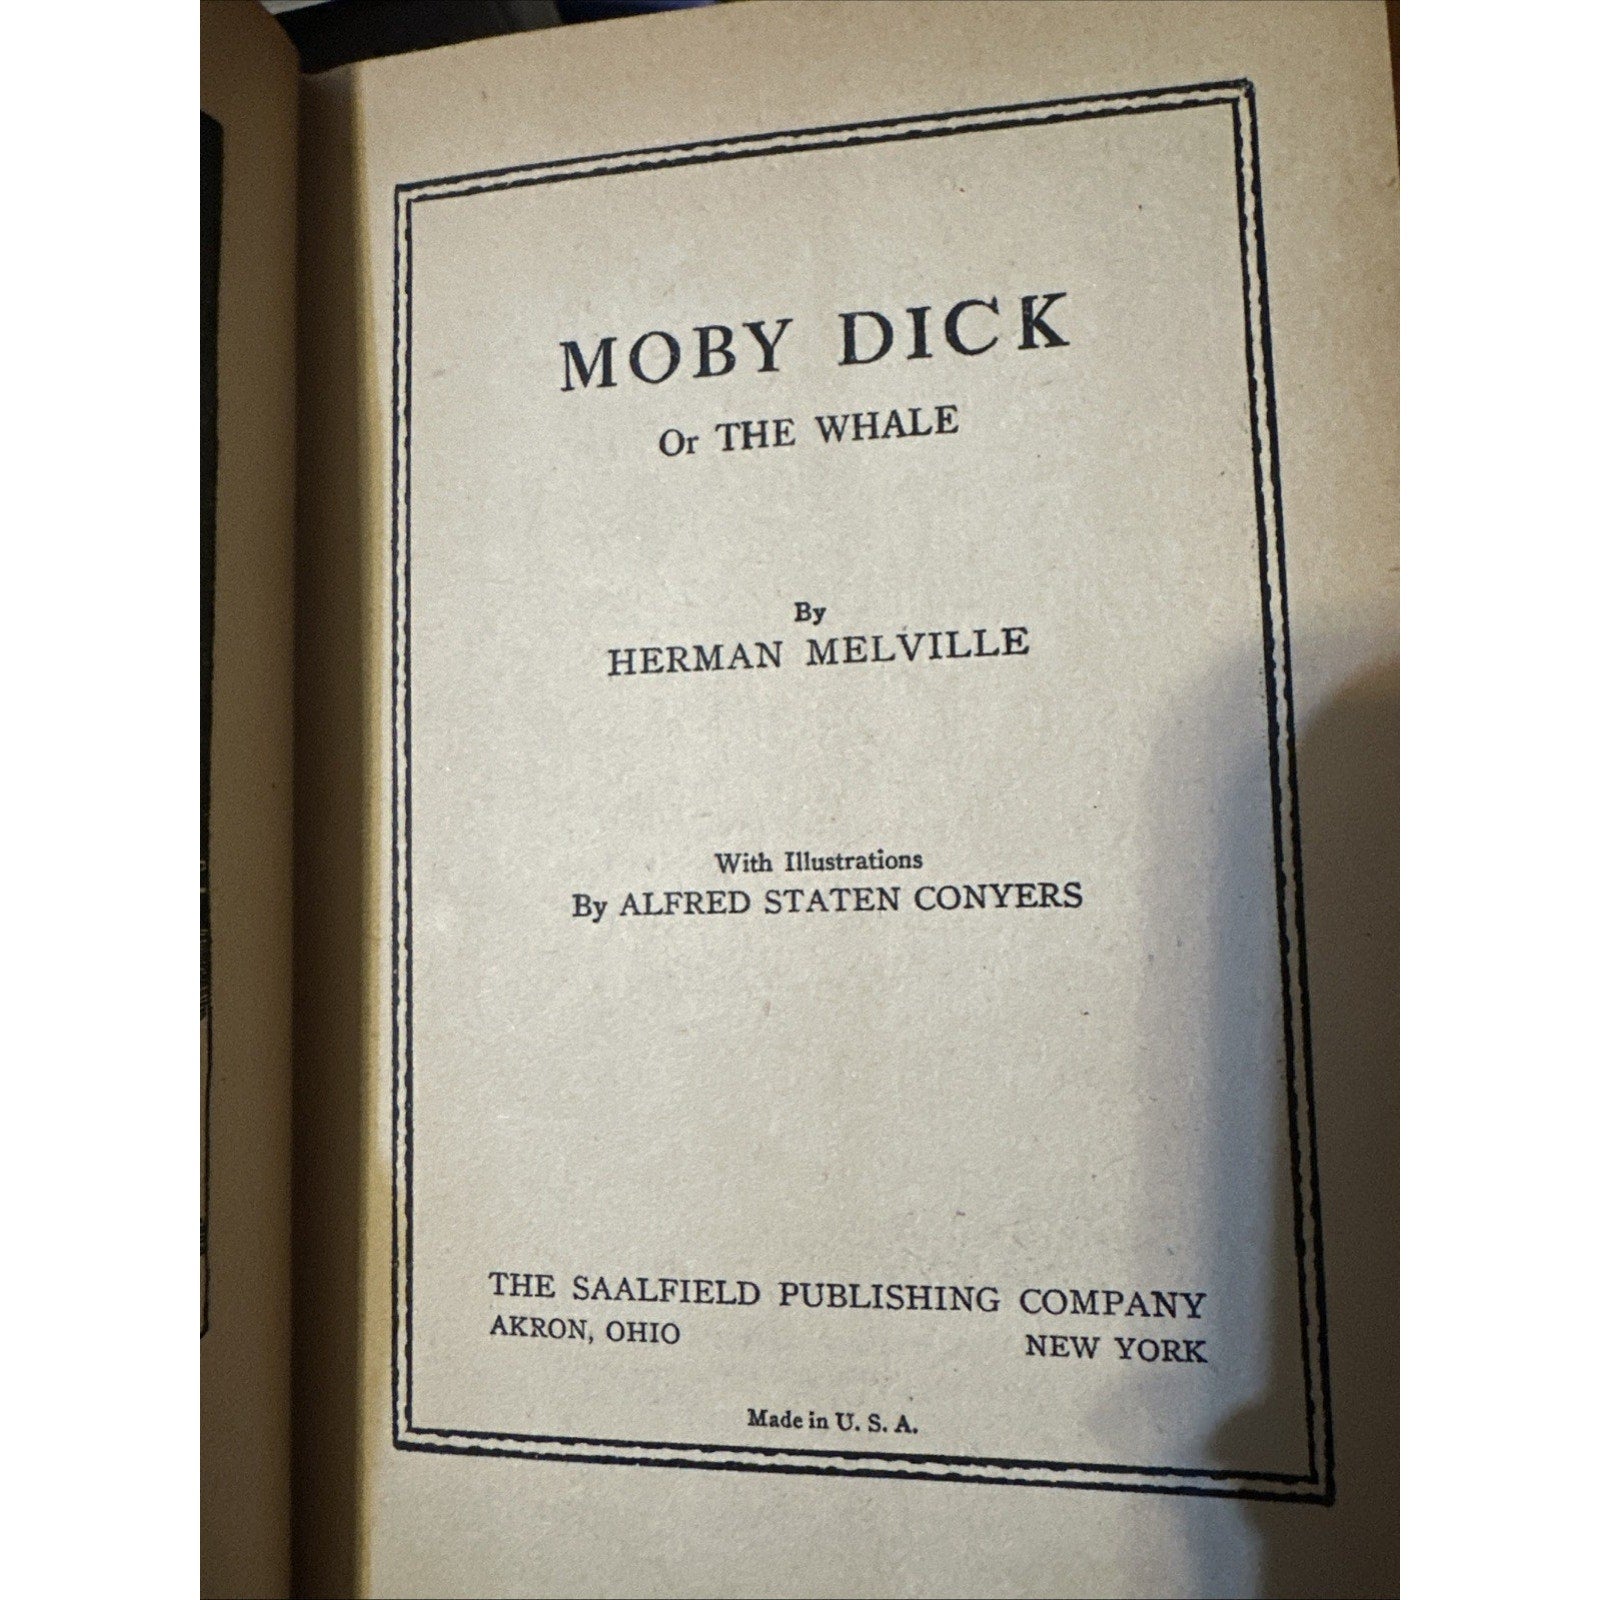 MOBY DICK
Or THE WHALE
By
HERMAN MELVILLE
With Illustrations
By ALFRED STATEN CONYERS
THE SAALFIELD PUBLISHING COMPANY
AKRON, OHIO NEW YORK
Made in U. S. A.